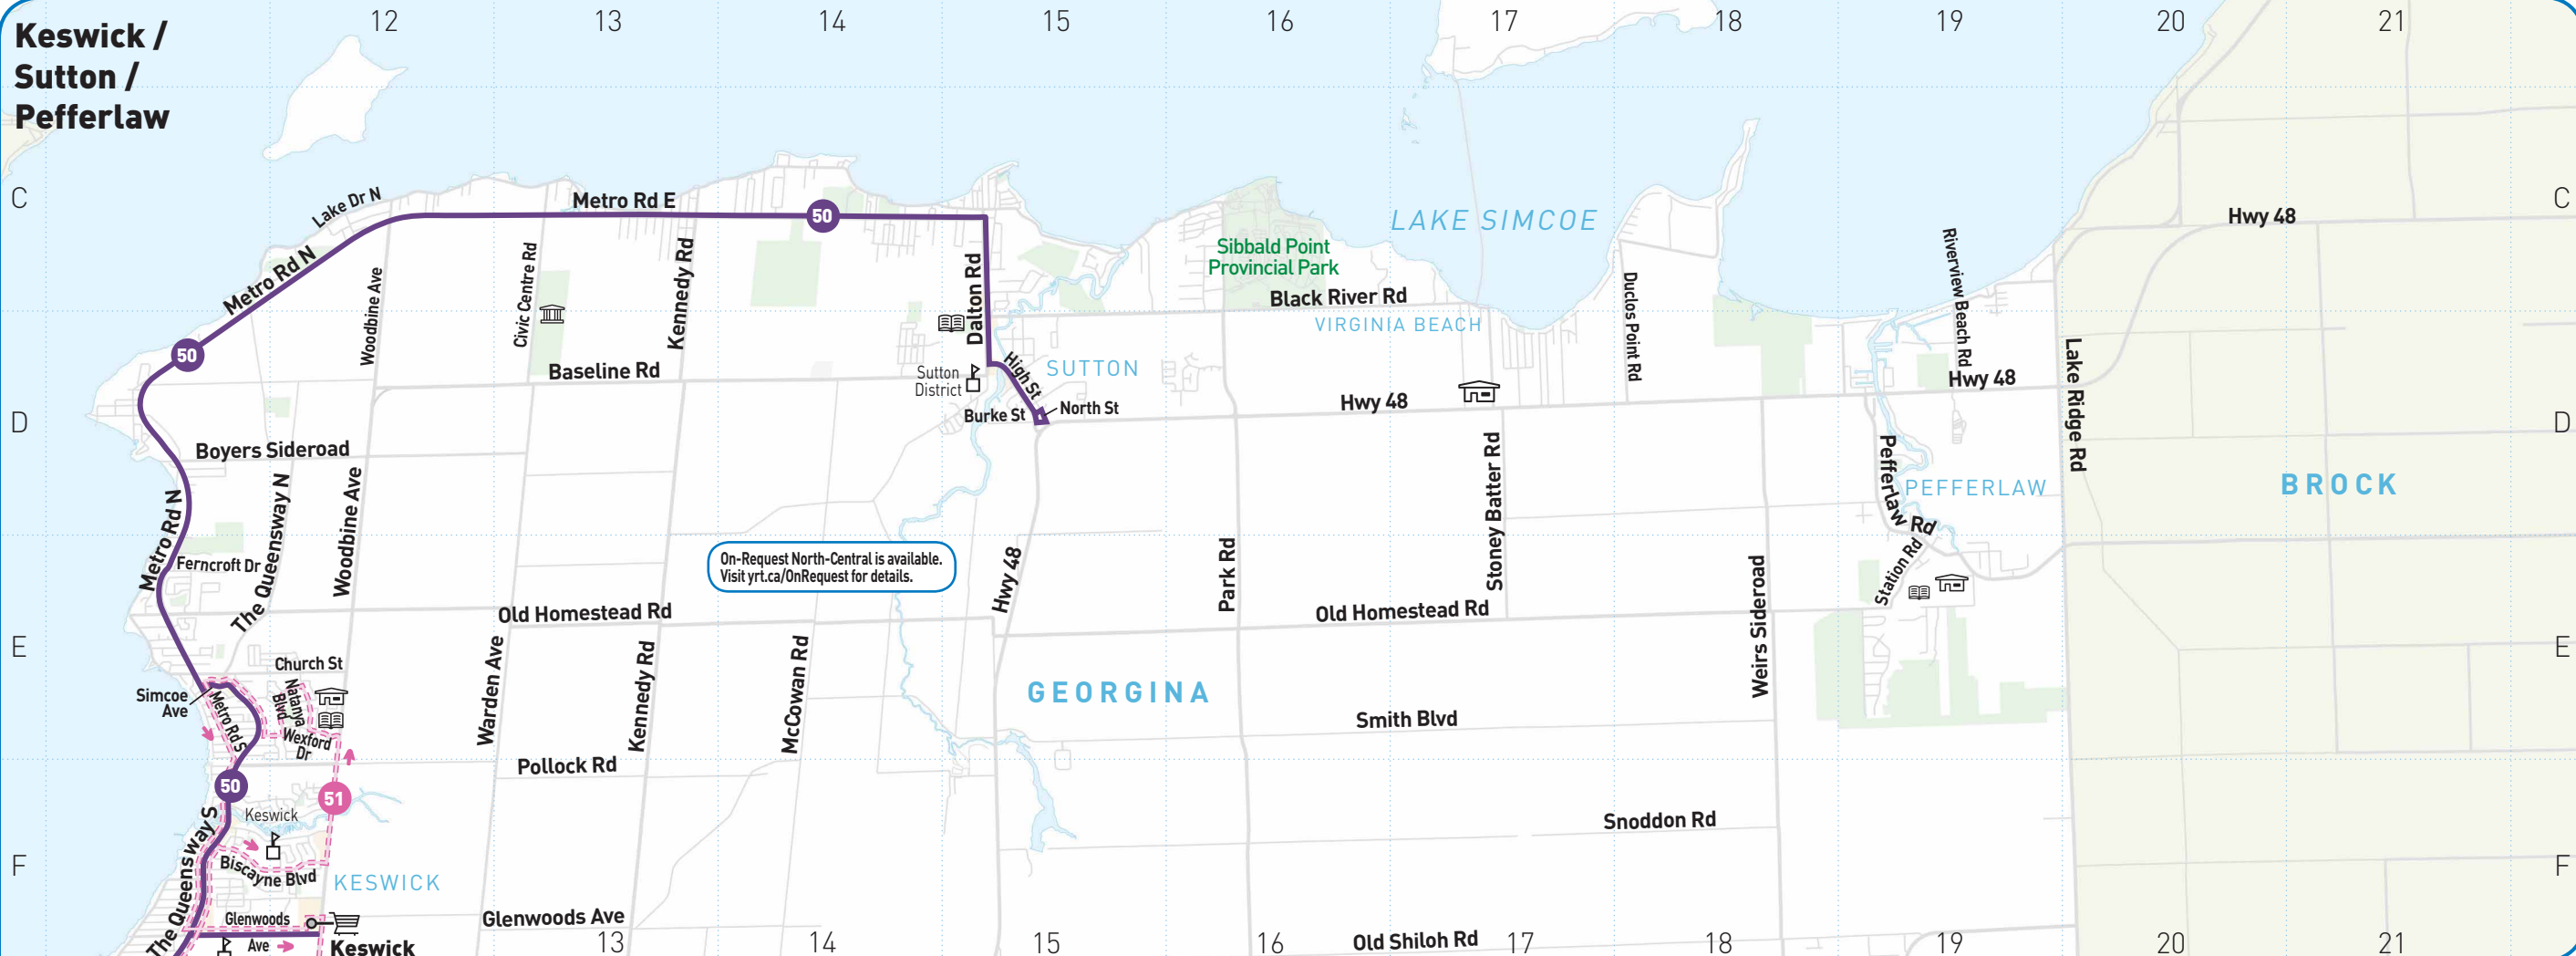 Keswick /
Sutton /
Pefferlaw
12 13 14 15 16 17 18 19 20 21
C
C
Lake Dr N
Metro Rd E
50
LAKE SIMCOE
Hwy 48
Metro Rd N
Woodbine Ave
Civic Centre Rd
Kennedy Rd
Dalton Rd
Sibbald Point
Provincial Park
Black River Rd
VIRGINIA BEACH
Duclos Point Rd
Riverview Beach Rd
Lake Ridge Rd
50
Baseline Rd
Sutton
District
High St
SUTTON
Hwy 48
Hwy 48
Burke St
North St
D
D
Boyers Sideroad
Metro Rd N
The Queensway N
Woodbine Ave
Stoney Batter Rd
Pefferlaw Rd
PEFFERLAW
BROCK
Ferncroft Dr
On-Request North-Central is available.
Visit yrt.ca/OnRequest for details.
Hwy 48
Park Rd
Weirs Sideroad
Station Rd
Old Homestead Rd
Old Homestead Rd
E
E
Church St
Simcoe
Ave
Metro Rd S
Natanya
Blvd
Wexford
Dr
Warden Ave
Kennedy Rd
McCowan Rd
GEORGINA
Smith Blvd
Pollock Rd
50
51
Keswick
The Queensway S
Snoddon Rd
Biscayne Blvd
F
F
KESWICK
Glenwoods
Ave
Glenwoods Ave
Keswick
Old Shiloh Rd
13 14 15 16 17 18 19 20 21